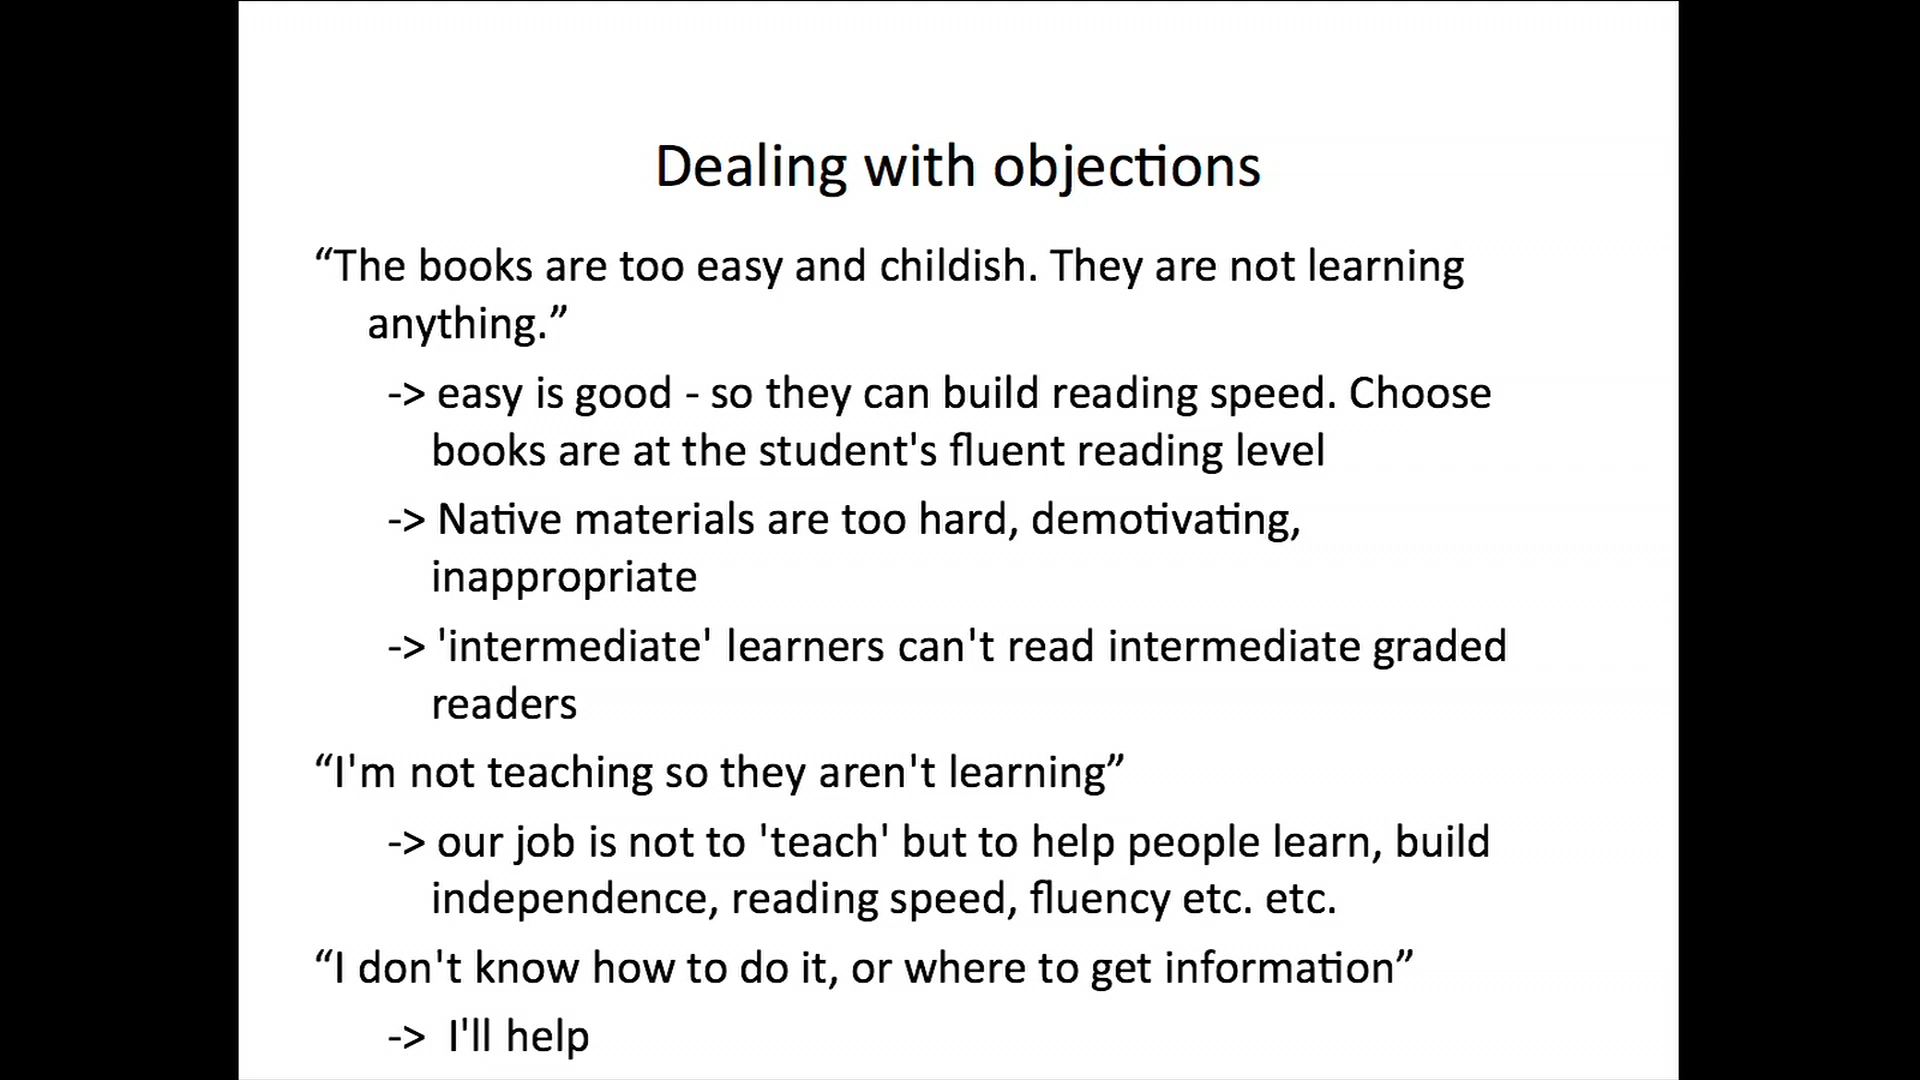 Dealing with objections
“The books are too easy and childish. They are not learning
anything.”
-> easy is good - so they can build reading speed. Choose
books are at the student's fluent reading level
-> Native materials are too hard, demotivating,
inappropriate
-> 'intermediate' learners can't read intermediate graded
readers
“I'm not teaching so they aren't learning”
-> our job is not to 'teach' but to help people learn, build
independence, reading speed, fluency etc. etc.
“I don't know how to do it, or where to get information”
-> I'll help